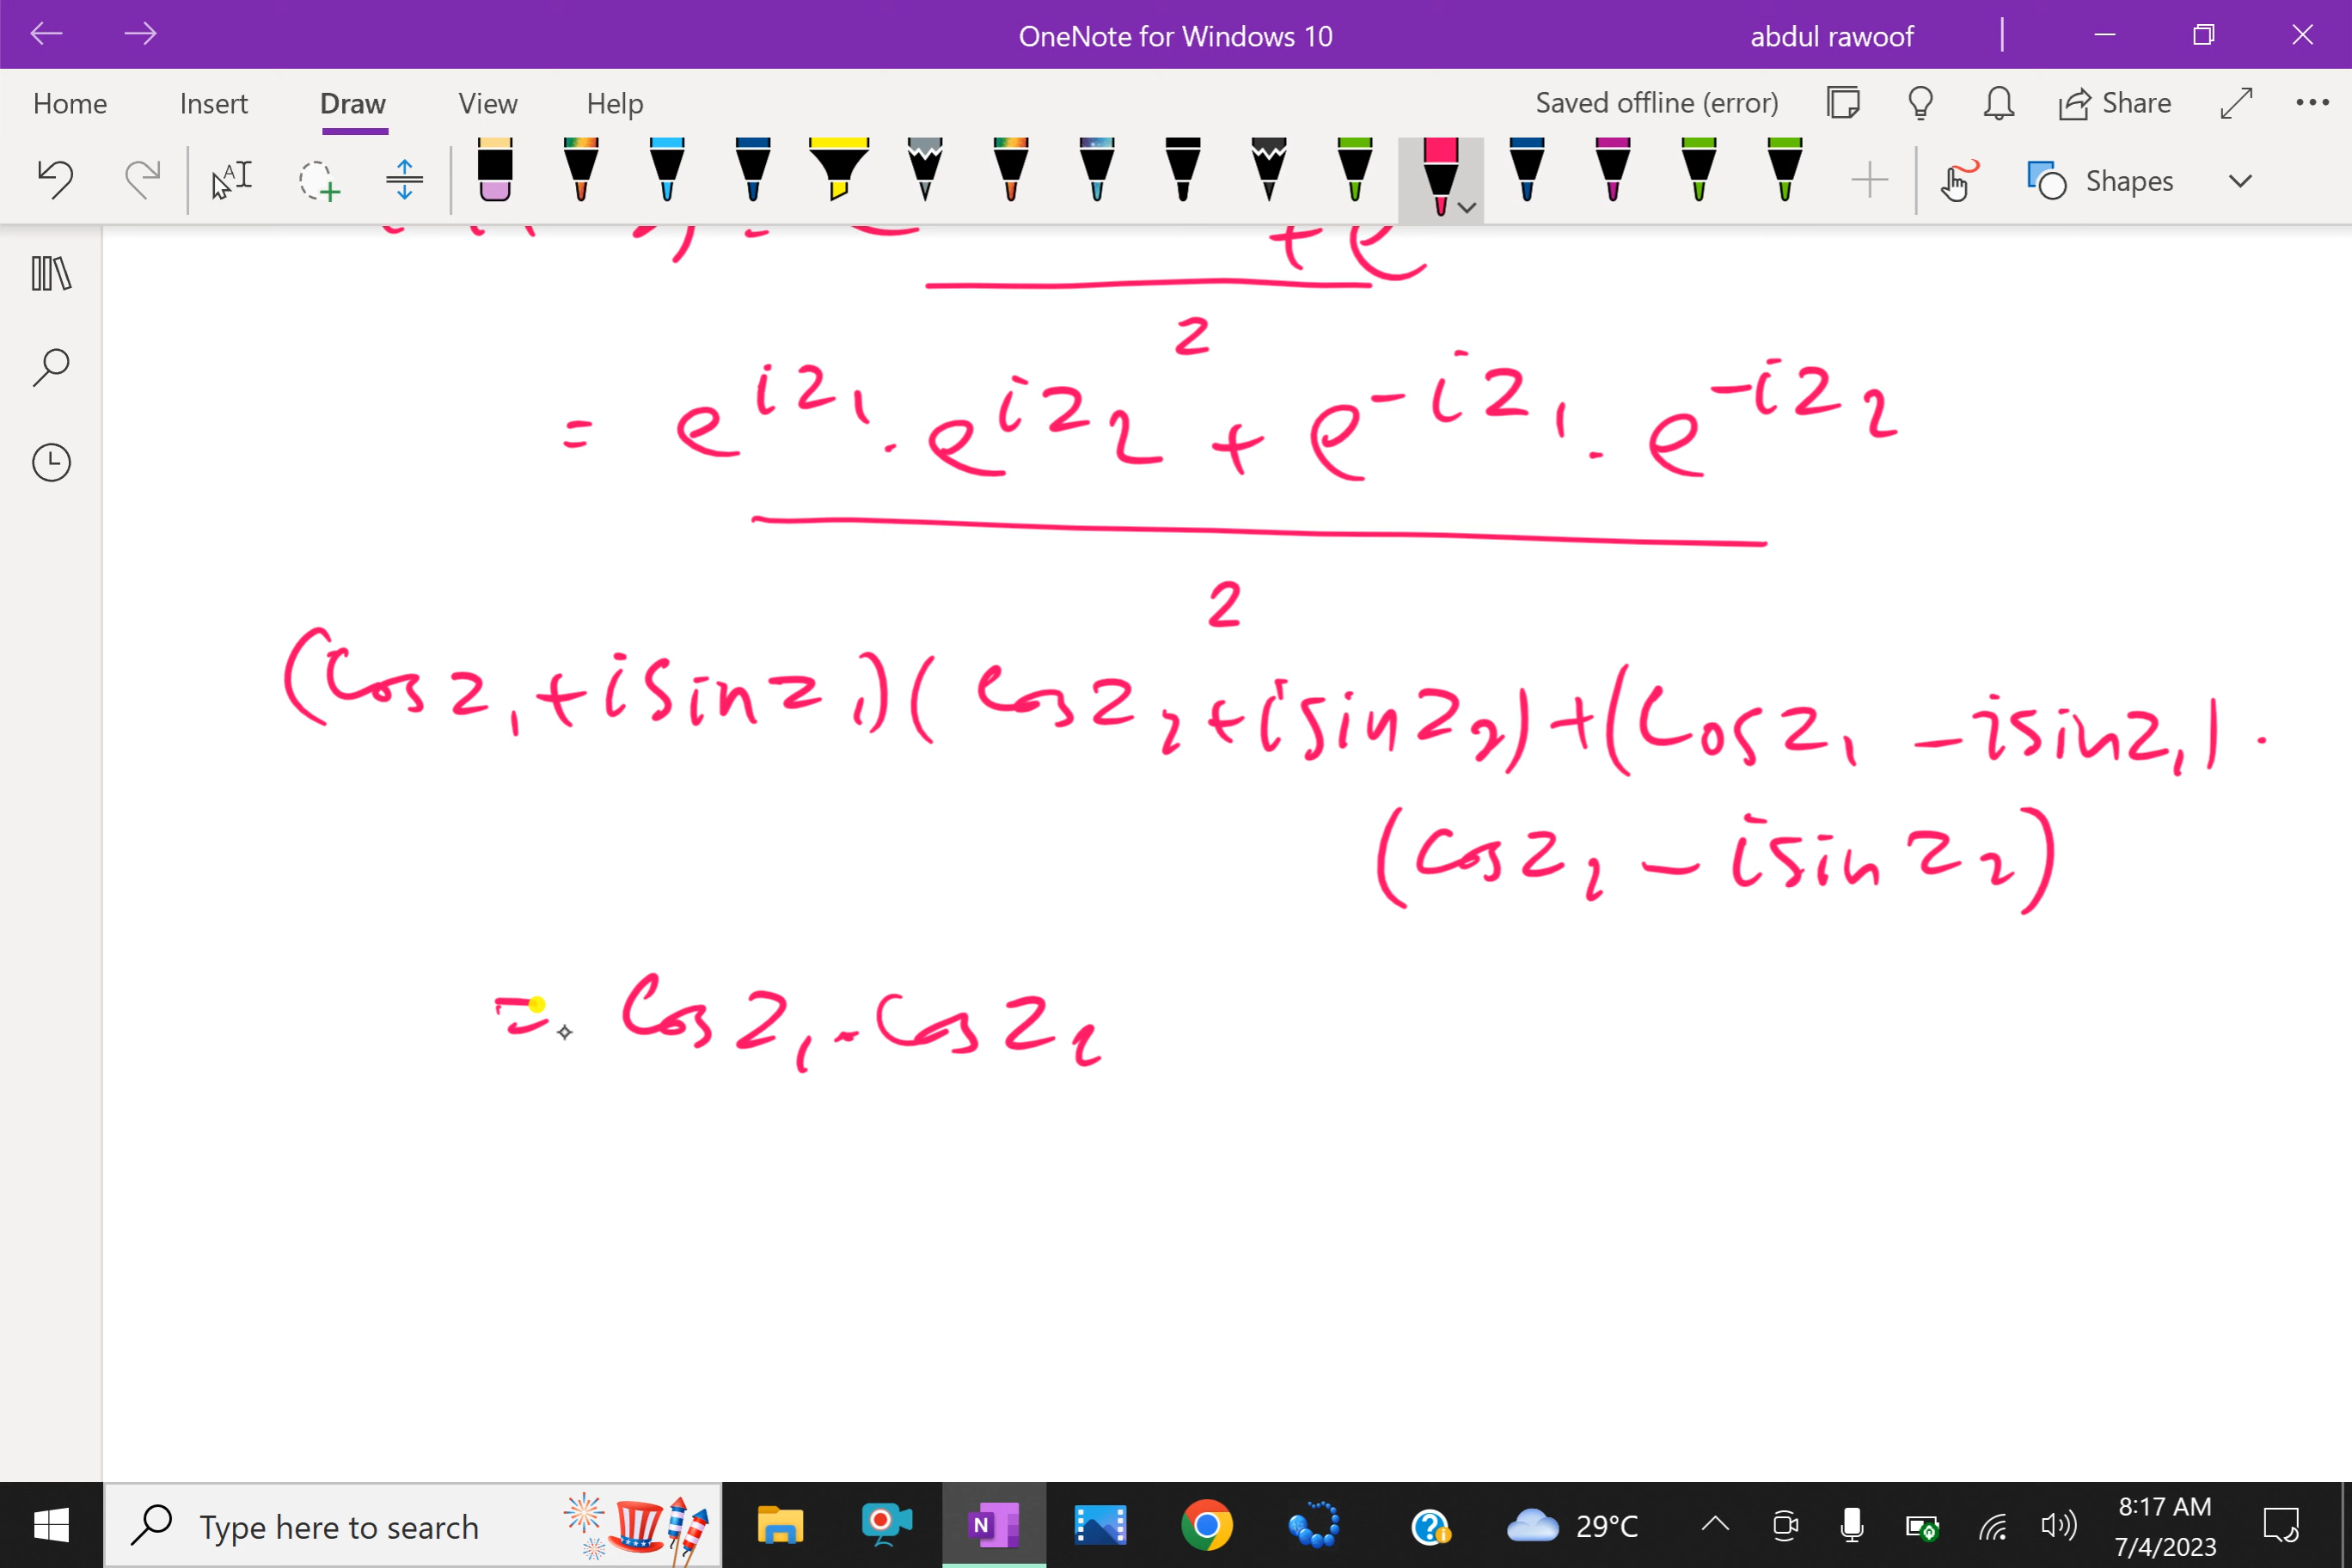 OneNote for Windows 10
abdul rawoof
Home Insert Draw View Help
Saved offline (error)
Share
Shapes
+ e
2
= e^{iz₁} . e^{iz₂} + e^{-iz₁} . e^{-iz₂}
2
(Cos z₁ + i sin z₁) ( Cos z₂ + i sin z₂) + (Cos z₁ - i sin z₁) .
(Cos z₂ - i sin z₂)
= Cos z₁ . Cos z₂
Type here to search
29°C
8:17 AM
7/4/2023